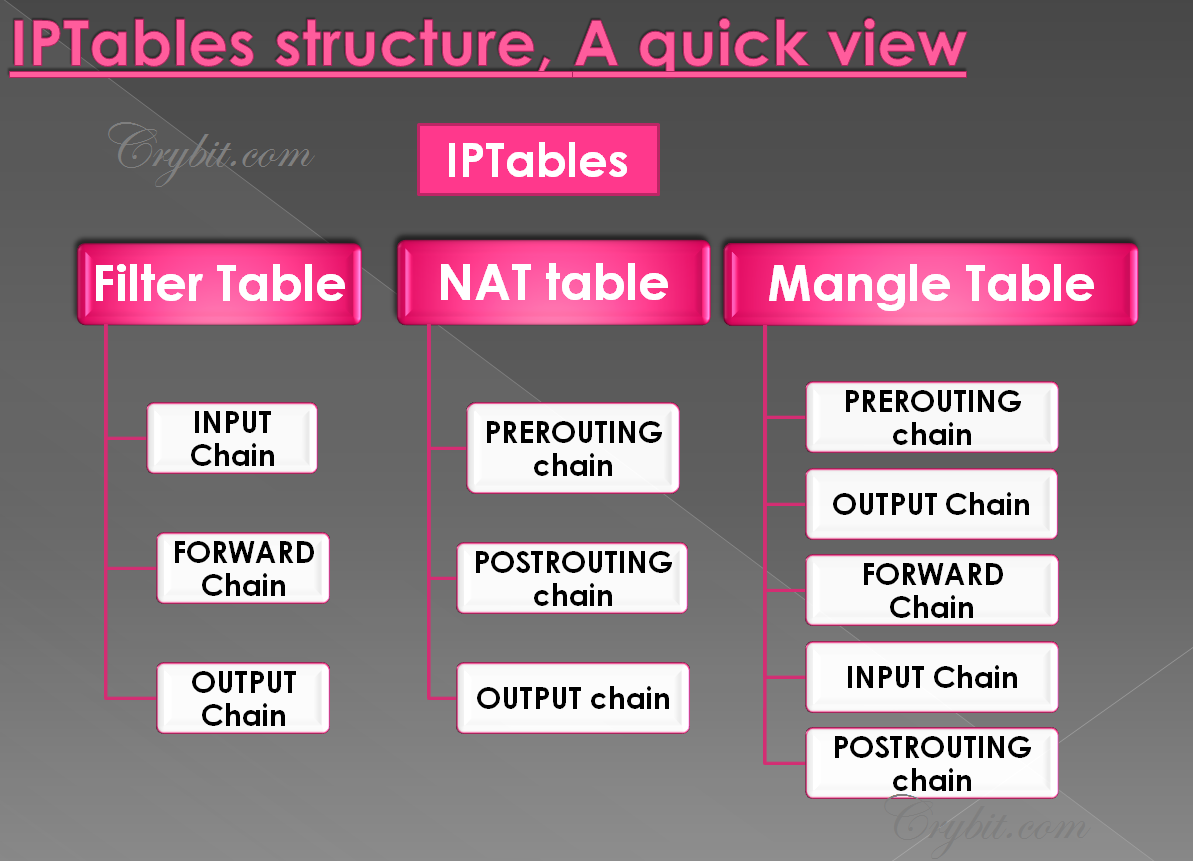 IPTables structure, A quick view
Crybit.com
IPTables
Filter Table
NAT table
Mangle Table
INPUT
Chain
FORWARD
Chain
OUTPUT
Chain
PREROUTING
chain
POSTROUTING
chain
OUTPUT chain
PREROUTING
chain
OUTPUT Chain
FORWARD
Chain
INPUT Chain
POSTROUTING
chain
Crybit.com